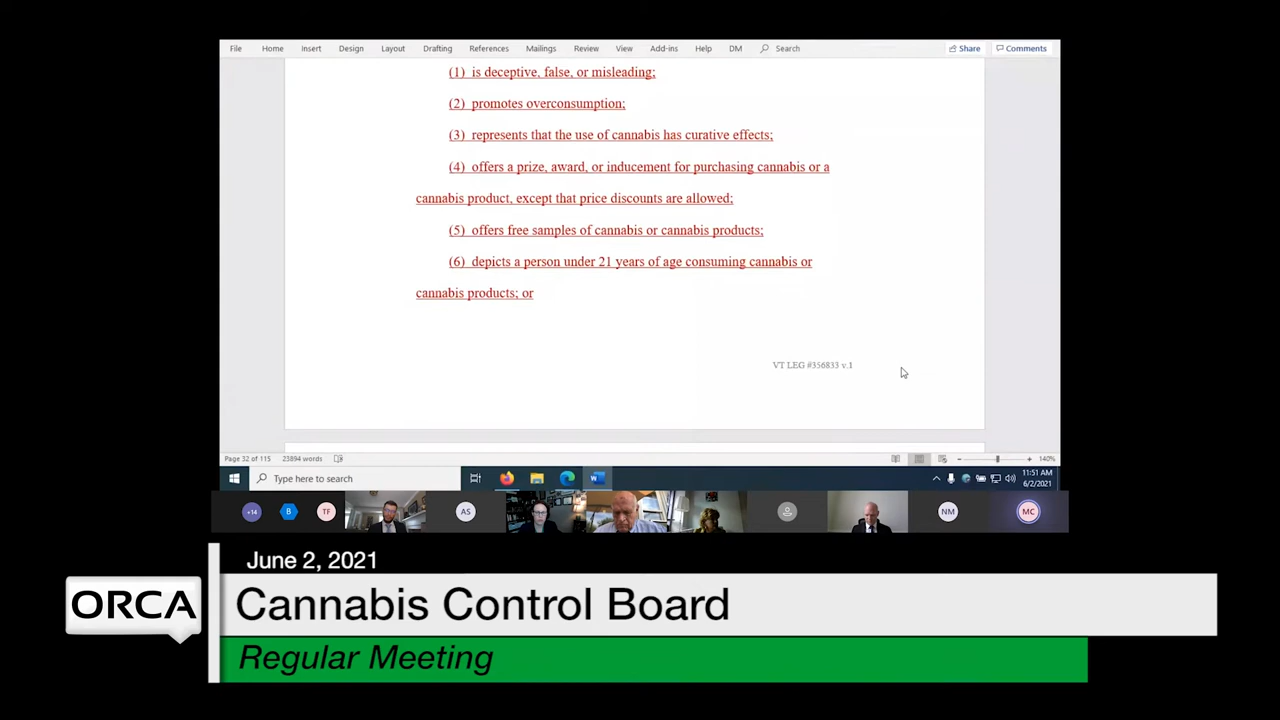 File Home Insert Design Layout Drafting References Mailings Review View Add-ins Help DM Search Share Comments
(1) is deceptive, false, or misleading;
(2) promotes overconsumption;
(3) represents that the use of cannabis has curative effects;
(4) offers a prize, award, or inducement for purchasing cannabis or a
cannabis product, except that price discounts are allowed;
(5) offers free samples of cannabis or cannabis products;
(6) depicts a person under 21 years of age consuming cannabis or
cannabis products; or
VT LEG #356833 v.1
Page 32 of 115 23894 words 140%
Type here to search
11:51 AM
6/2/2021
+14 B TF AS NM MC
June 2, 2021
ORCA
Cannabis Control Board
Regular Meeting